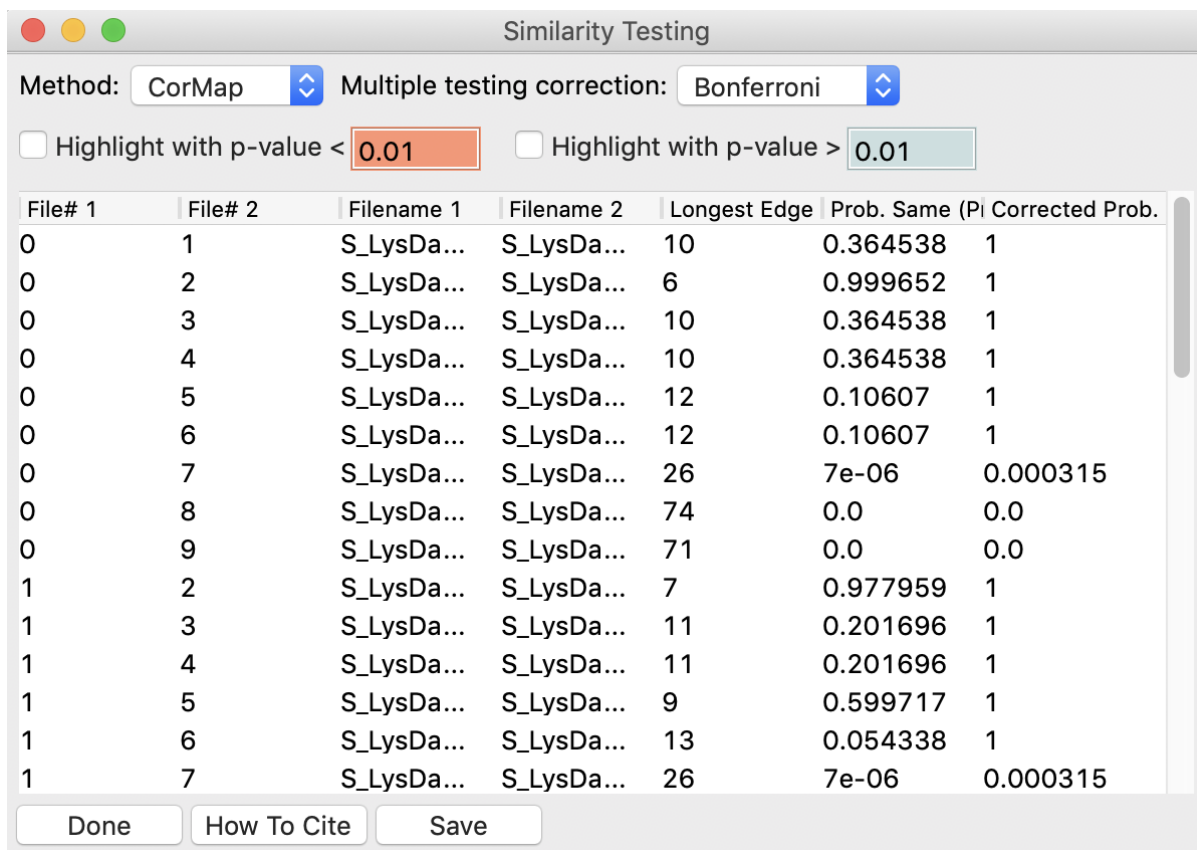 Similarity Testing
Method: CorMap Multiple testing correction: Bonferroni
Highlight with p-value < 0.01 Highlight with p-value > 0.01
File# 1 File# 2 Filename 1 Filename 2 Longest Edge Prob. Same (P Corrected Prob.
0 1 S_LysDa... S_LysDa... 10 0.364538 1
0 2 S_LysDa... S_LysDa... 6 0.999652 1
0 3 S_LysDa... S_LysDa... 10 0.364538 1
0 4 S_LysDa... S_LysDa... 10 0.364538 1
0 5 S_LysDa... S_LysDa... 12 0.10607 1
0 6 S_LysDa... S_LysDa... 12 0.10607 1
0 7 S_LysDa... S_LysDa... 26 7e-06 0.000315
0 8 S_LysDa... S_LysDa... 74 0.0 0.0
0 9 S_LysDa... S_LysDa... 71 0.0 0.0
1 2 S_LysDa... S_LysDa... 7 0.977959 1
1 3 S_LysDa... S_LysDa... 11 0.201696 1
1 4 S_LysDa... S_LysDa... 11 0.201696 1
1 5 S_LysDa... S_LysDa... 9 0.599717 1
1 6 S_LysDa... S_LysDa... 13 0.054338 1
1 7 S_LysDa... S_LysDa... 26 7e-06 0.000315
Done How To Cite Save